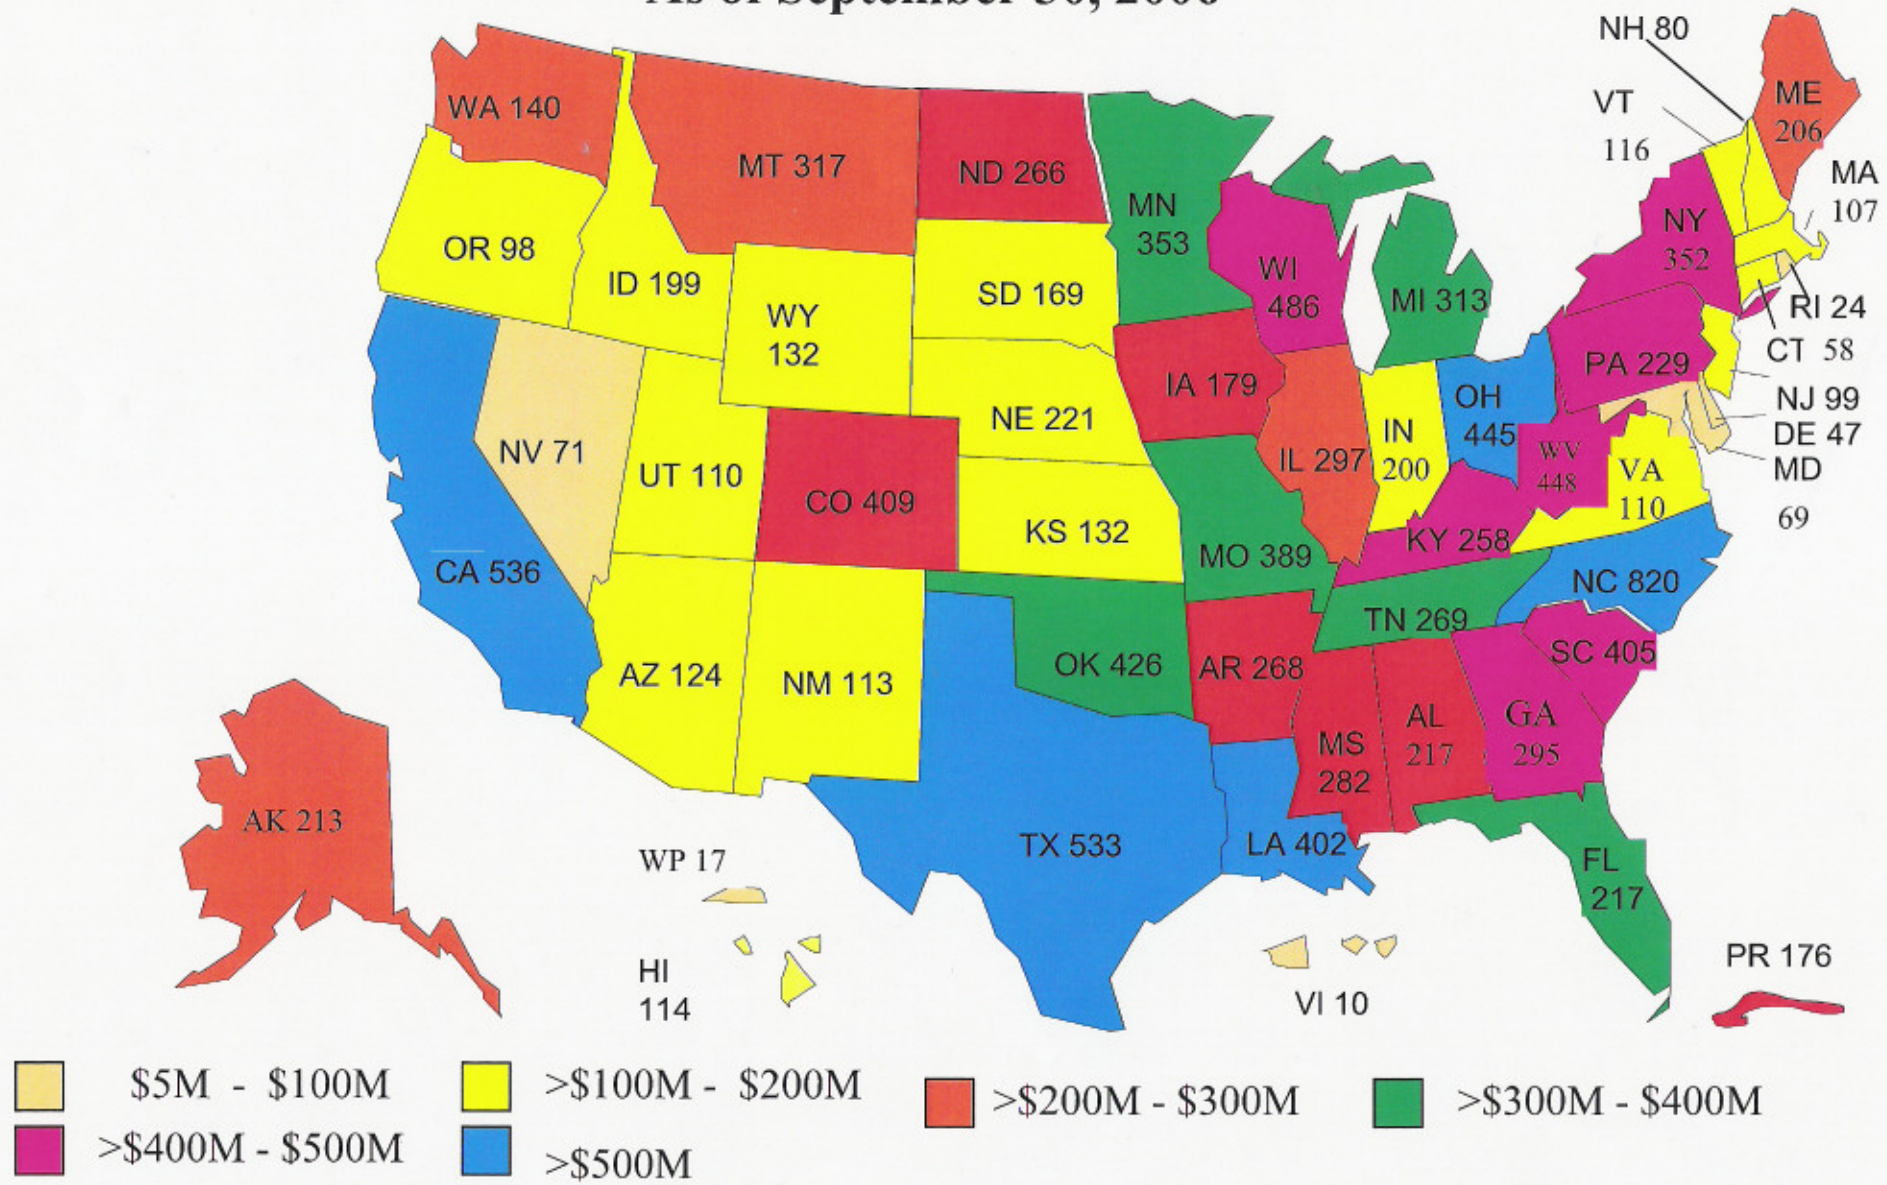 As of September 30,
NH 80
VT
116
ME
206
MA
107
WA 140
MT 317
ND 266
MN
353
OR 98
ID 199
WY
132
SD 169
WI
486
MI 313
NY
352
RI 24
CT 58
NJ 99
DE 47
MD
69
NV 71
UT 110
CO 409
NE 221
KS 132
IA 179
IL 297
IN
200
OH
445
PA 229
WV
448
VA
110
CA 536
MO 389
KY 258
NC 820
TN 269
SC 405
AZ 124
NM 113
OK 426
AR 268
MS
282
AL
217
GA
295
TX 533
LA 402
FL
217
AK 213
WP 17
HI
114
VI 10
PR 176
$5M - $100M
>$100M - $200M
>$200M - $300M
>$300M - $400M
>$400M - $500M
>$500M